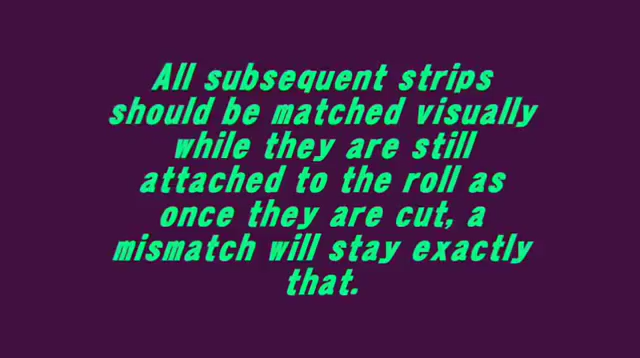 All subsequent strips
should be matched visually
while they are still
attached to the roll as
once they are cut, a
mismatch will stay exactly
that.